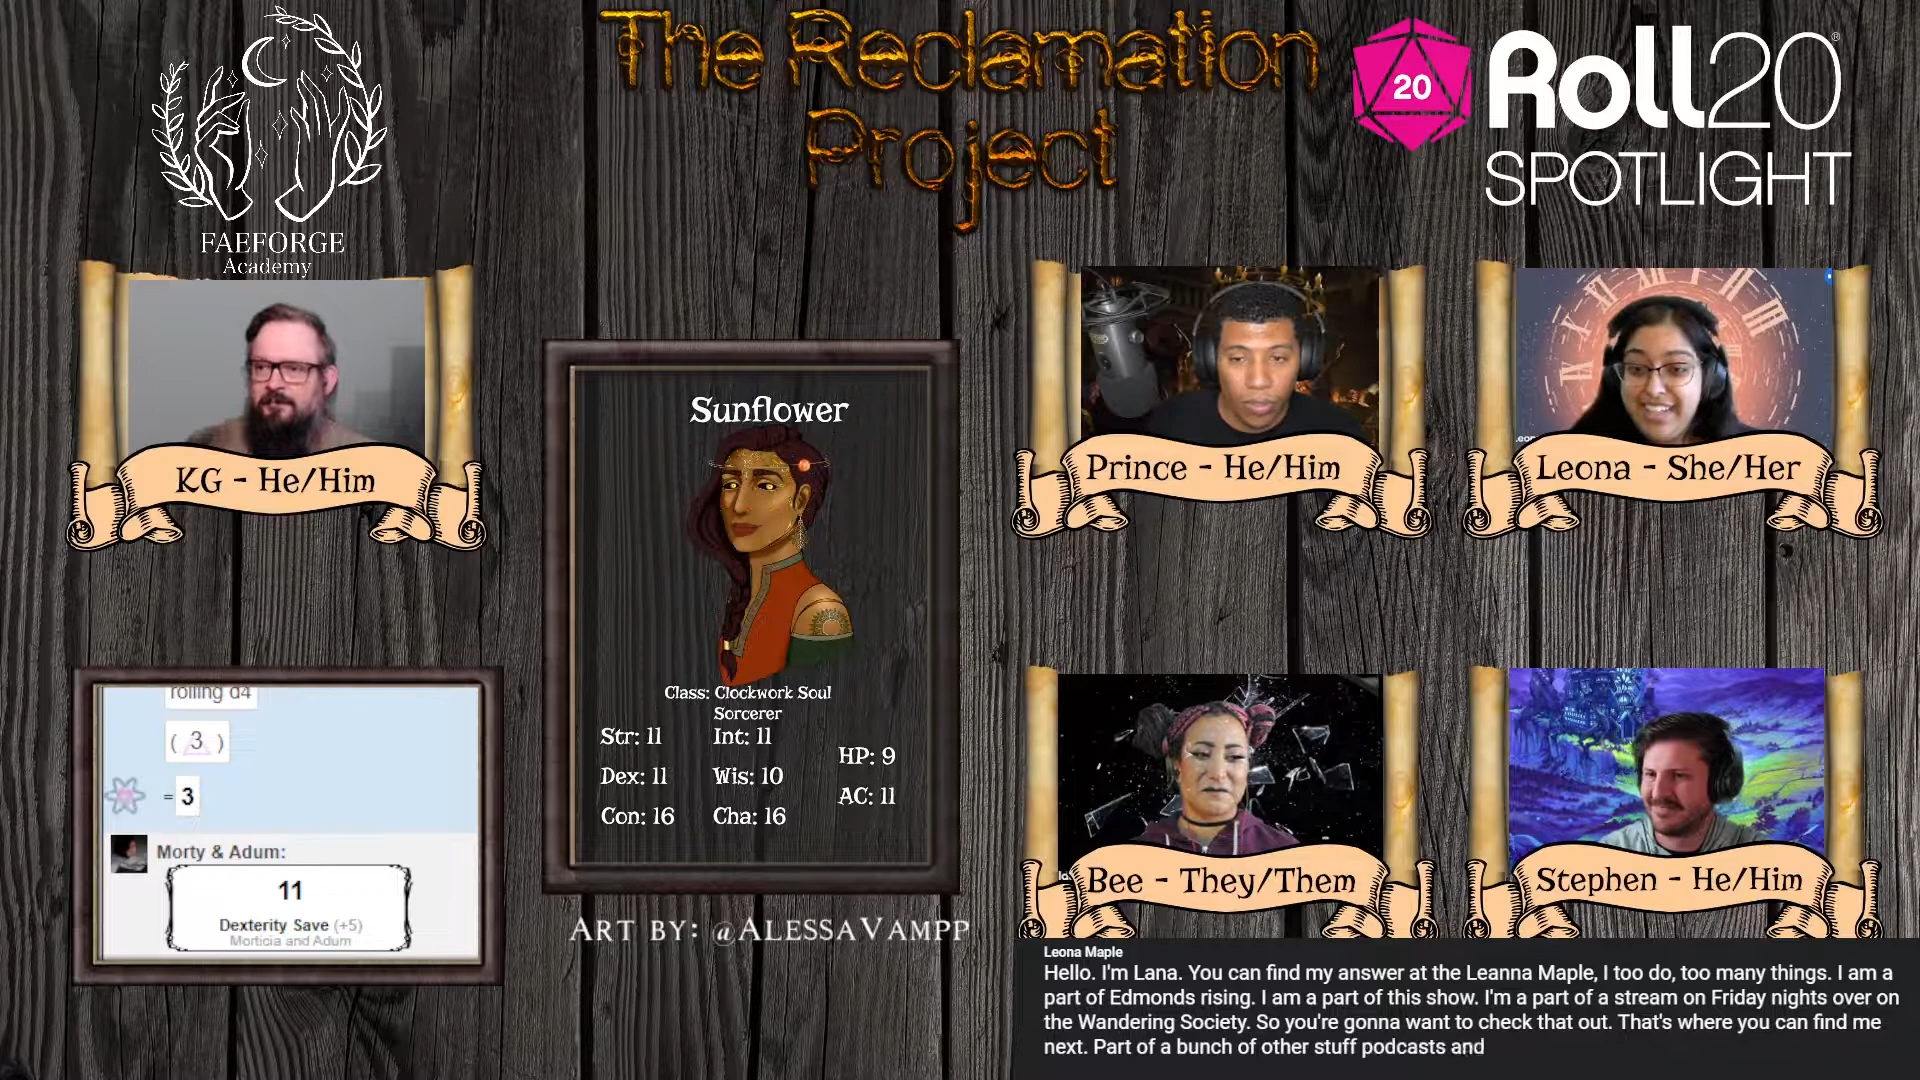 The Reclamation
Project
20
Roll20®
SPOTLIGHT
FAEFORGE
Academy
KG - He/Him
Prince - He/Him
Leona - She/Her
Sunflower
Class: Clockwork Soul
Sorcerer
Str: 11
Int: 11
HP: 9
Dex: 11
Wis: 10
AC: 11
Con: 16
Cha: 16
rolling d4
( 3 )
= 3
Morty & Adum:
11
Dexterity Save (+5)
Morticia and Adum
Bee - They/Them
Stephen - He/Him
ART BY: @ALESSAVAMPP
Leona Maple
Hello. I'm Lana. You can find my answer at the Leanna Maple, I too do, too many things. I am a
part of Edmonds rising. I am a part of this show. I'm a part of a stream on Friday nights over on
the Wandering Society. So you're gonna want to check that out. That's where you can find me
next. Part of a bunch of other stuff podcasts and